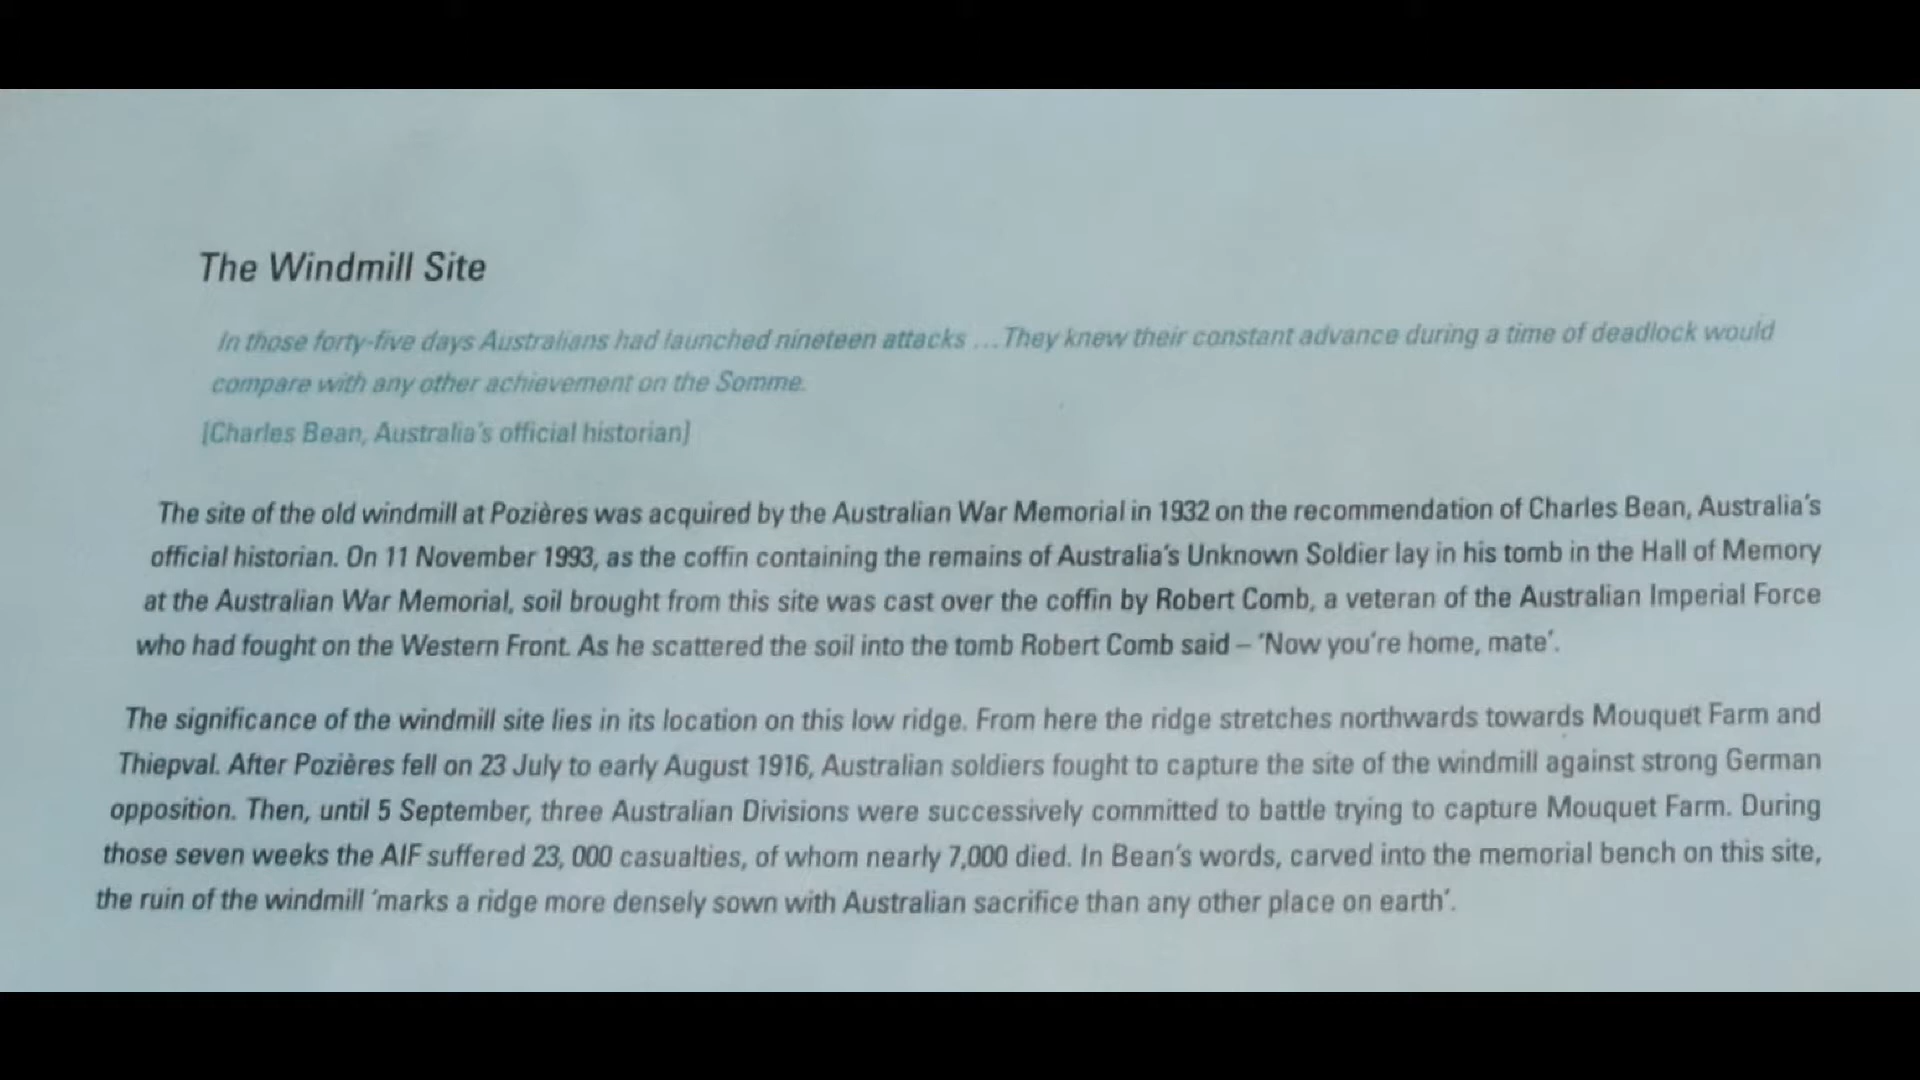 The Windmill Site
In those forty-five days Australians had launched nineteen attacks ... They knew their constant advance during a time of deadlock would
compare with any other achievement on the Somme.
[Charles Bean, Australia's official historian]
The site of the old windmill at Pozières was acquired by the Australian War Memorial in 1932 on the recommendation of Charles Bean, Australia's
official historian. On 11 November 1993, as the coffin containing the remains of Australia's Unknown Soldier lay in his tomb in the Hall of Memory
at the Australian War Memorial, soil brought from this site was cast over the coffin by Robert Comb, a veteran of the Australian Imperial Force
who had fought on the Western Front. As he scattered the soil into the tomb Robert Comb said – 'Now you're home, mate'.
The significance of the windmill site lies in its location on this low ridge. From here the ridge stretches northwards towards Mouquet Farm and
Thiepval. After Pozières fell on 23 July to early August 1916, Australian soldiers fought to capture the site of the windmill against strong German
opposition. Then, until 5 September, three Australian Divisions were successively committed to battle trying to capture Mouquet Farm. During
those seven weeks the AIF suffered 23, 000 casualties, of whom nearly 7,000 died. In Bean's words, carved into the memorial bench on this site,
the ruin of the windmill 'marks a ridge more densely sown with Australian sacrifice than any other place on earth'.